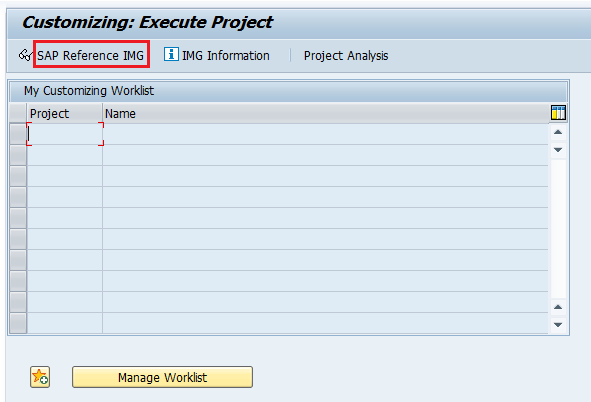 Customizing: Execute Project
SAP Reference IMG IMG Information Project Analysis
My Customizing Worklist
Project Name
Manage Worklist